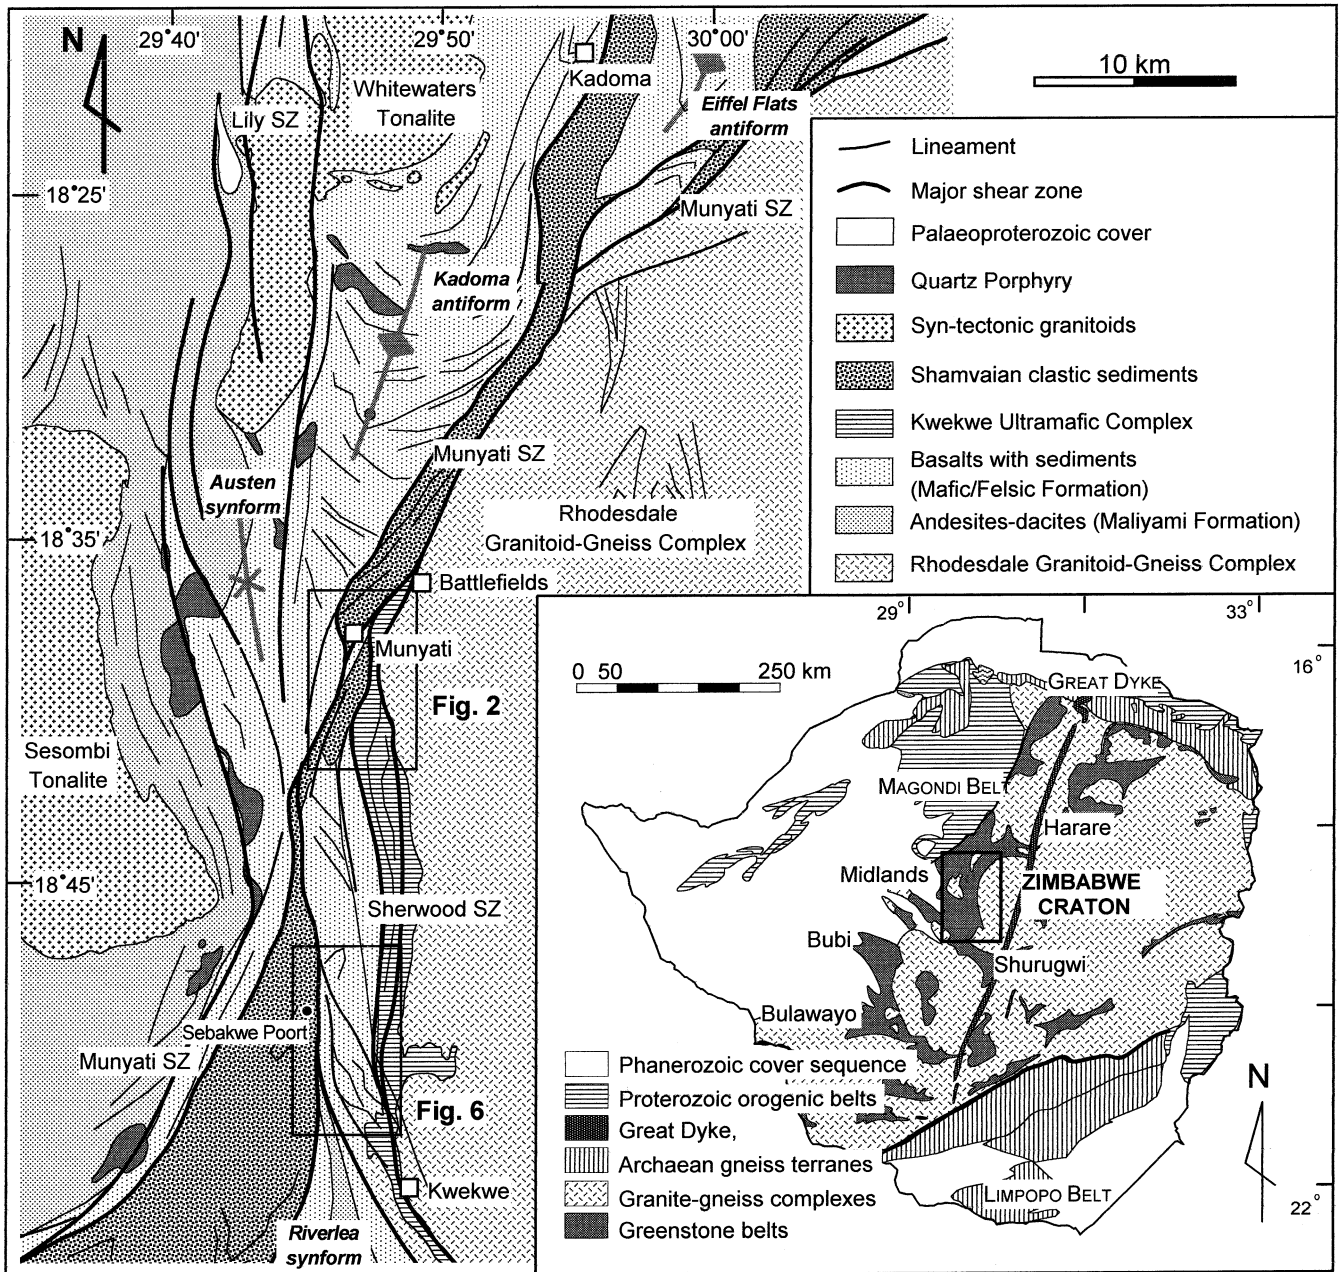 N
29°40'
29°50'
30°00'
Kadoma
10 km
Whitewaters
Tonalite
Lily SZ
Eiffel Flats
antiform
Lineament
18°25'
Major shear zone
Munyati SZ
Palaeoproterozoic cover
Kadoma
antiform
Quartz Porphyry
Syn-tectonic granitoids
Shamvaian clastic sediments
Kwekwe Ultramafic Complex
Munyati SZ
Basalts with sediments
(Mafic/Felsic Formation)
Austen
synform
Rhodesdale
Granitoid-Gneiss Complex
Andesites-dacites (Maliyami Formation)
18°35'
Rhodesdale Granitoid-Gneiss Complex
Battlefields
Munyati
Fig. 2
Sesombi
Tonalite
18°45'
Sherwood SZ
Sebakwe Poort
Munyati SZ
Fig. 6
Kwekwe
Riverlea
synform
29°
33°
16°
0 50 250 km
GREAT DYKE
MAGONDI BELT
Harare
Midlands
ZIMBABWE
CRATON
Bubi
Shurugwi
Bulawayo
Phanerozoic cover sequence
Proterozoic orogenic belts
Great Dyke,
Archaean gneiss terranes
Granite-gneiss complexes
Greenstone belts
N
LIMPOPO BELT
22°